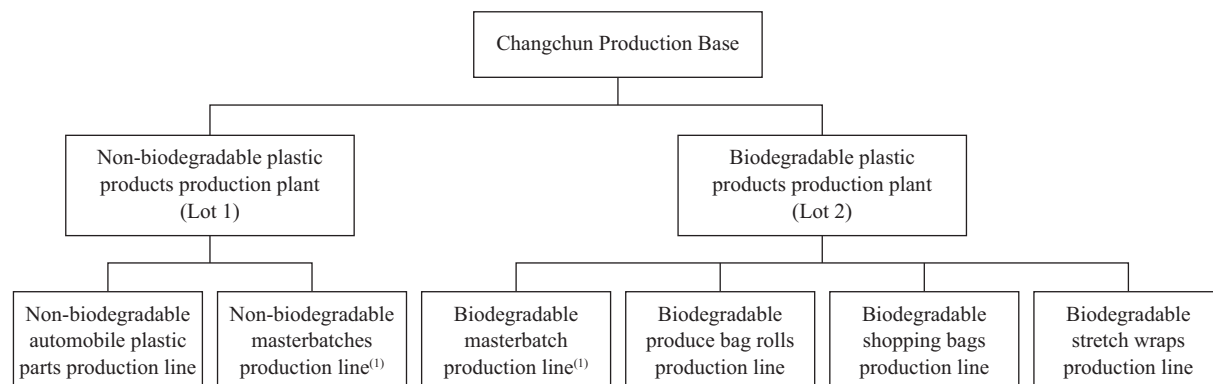 Changchun Production Base
Non-biodegradable plastic
products production plant
(Lot 1)
Biodegradable plastic
products production plant
(Lot 2)
Non-biodegradable
automobile plastic
parts production line
Non-biodegradable
masterbatches
production line(1)
Biodegradable
masterbatch
production line(1)
Biodegradable
produce bag rolls
production line
Biodegradable
shopping bags
production line
Biodegradable
stretch wraps
production line